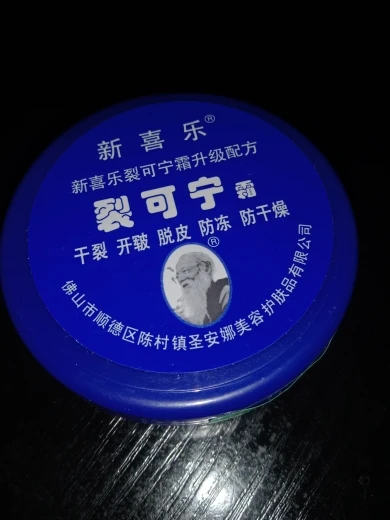 新喜乐®
新喜乐裂可宁霜升级配方
裂可宁霜
干裂 开皲 脱皮 防冻 防干燥
®
佛山市顺德区陈村镇圣安娜美容护肤品有限公司